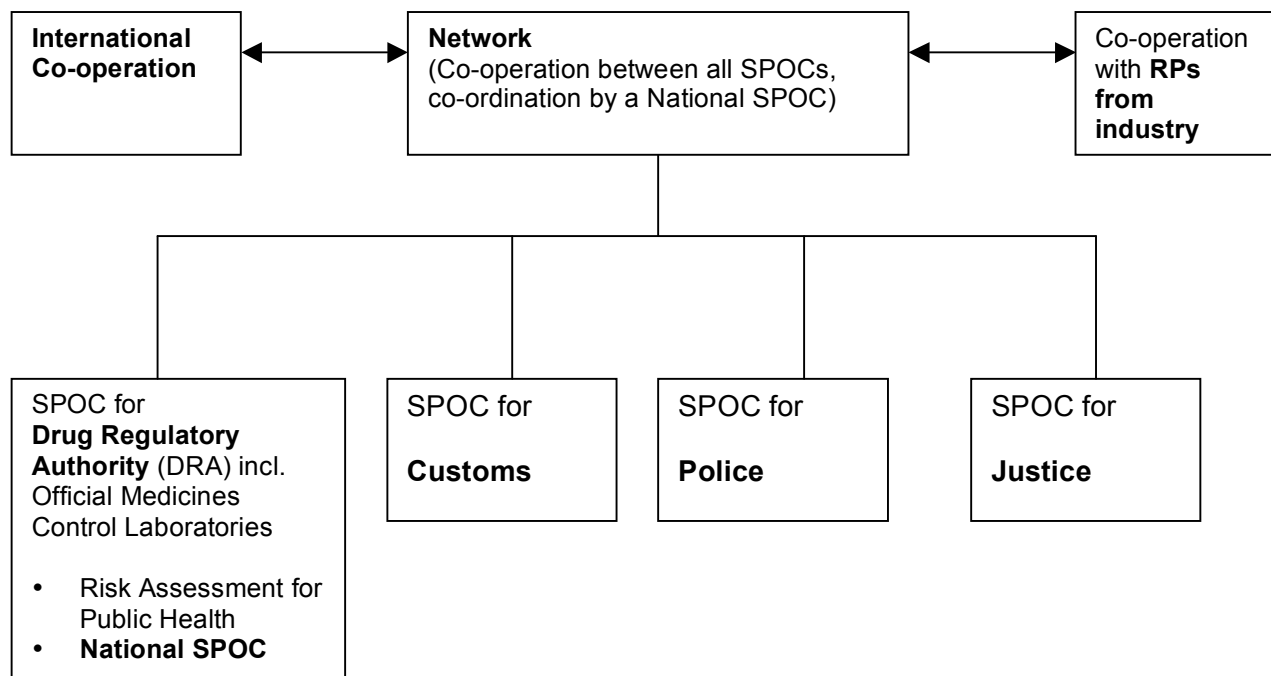 International
Co-operation
Network
(Co-operation between all SPOCs,
co-ordination by a National SPOC)
Co-operation
with RPs
from
industry
SPOC for
Drug Regulatory
Authority (DRA) incl.
Official Medicines
Control Laboratories
• Risk Assessment for
Public Health
• National SPOC
SPOC for
Customs
SPOC for
Police
SPOC for
Justice